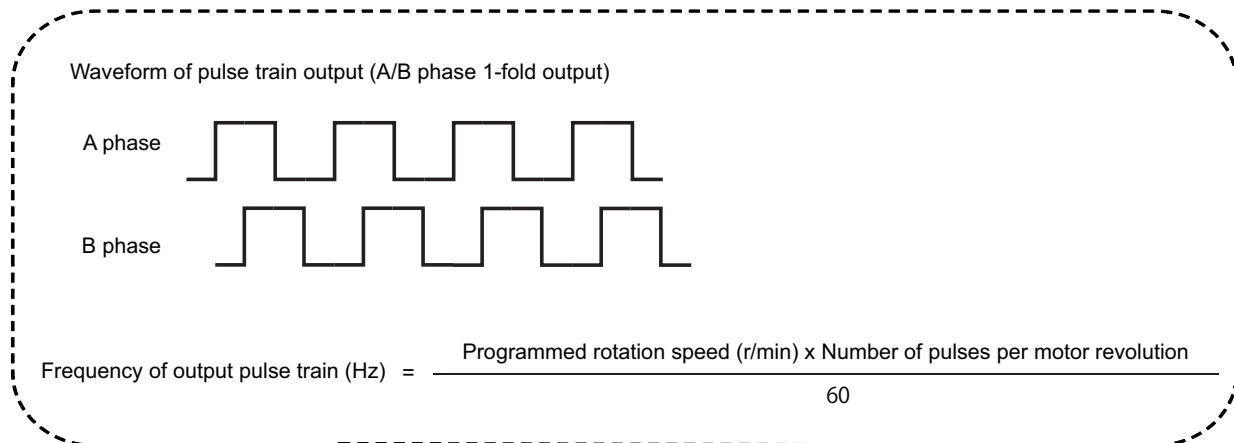 Waveform of pulse train output (A/B phase 1-fold output)
A phase
B phase
Programmed rotation speed (r/min) x Number of pulses per motor revolution
Frequency of output pulse train (Hz) =
60